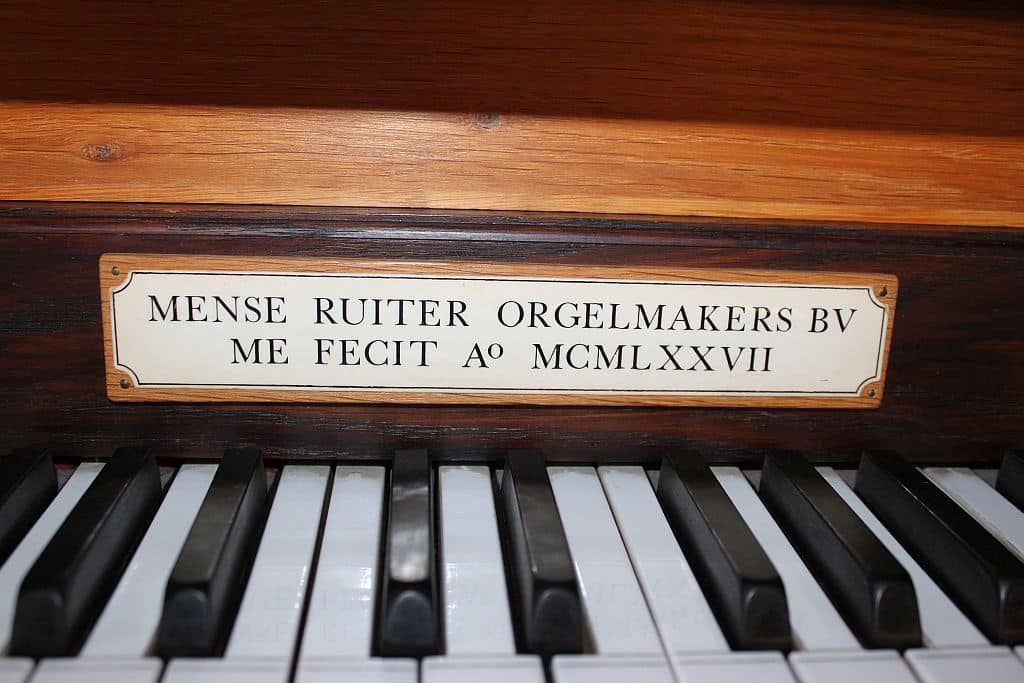 MENSE RUITER ORGELMAKERS BV
ME FECIT Aº MCMLXXVII